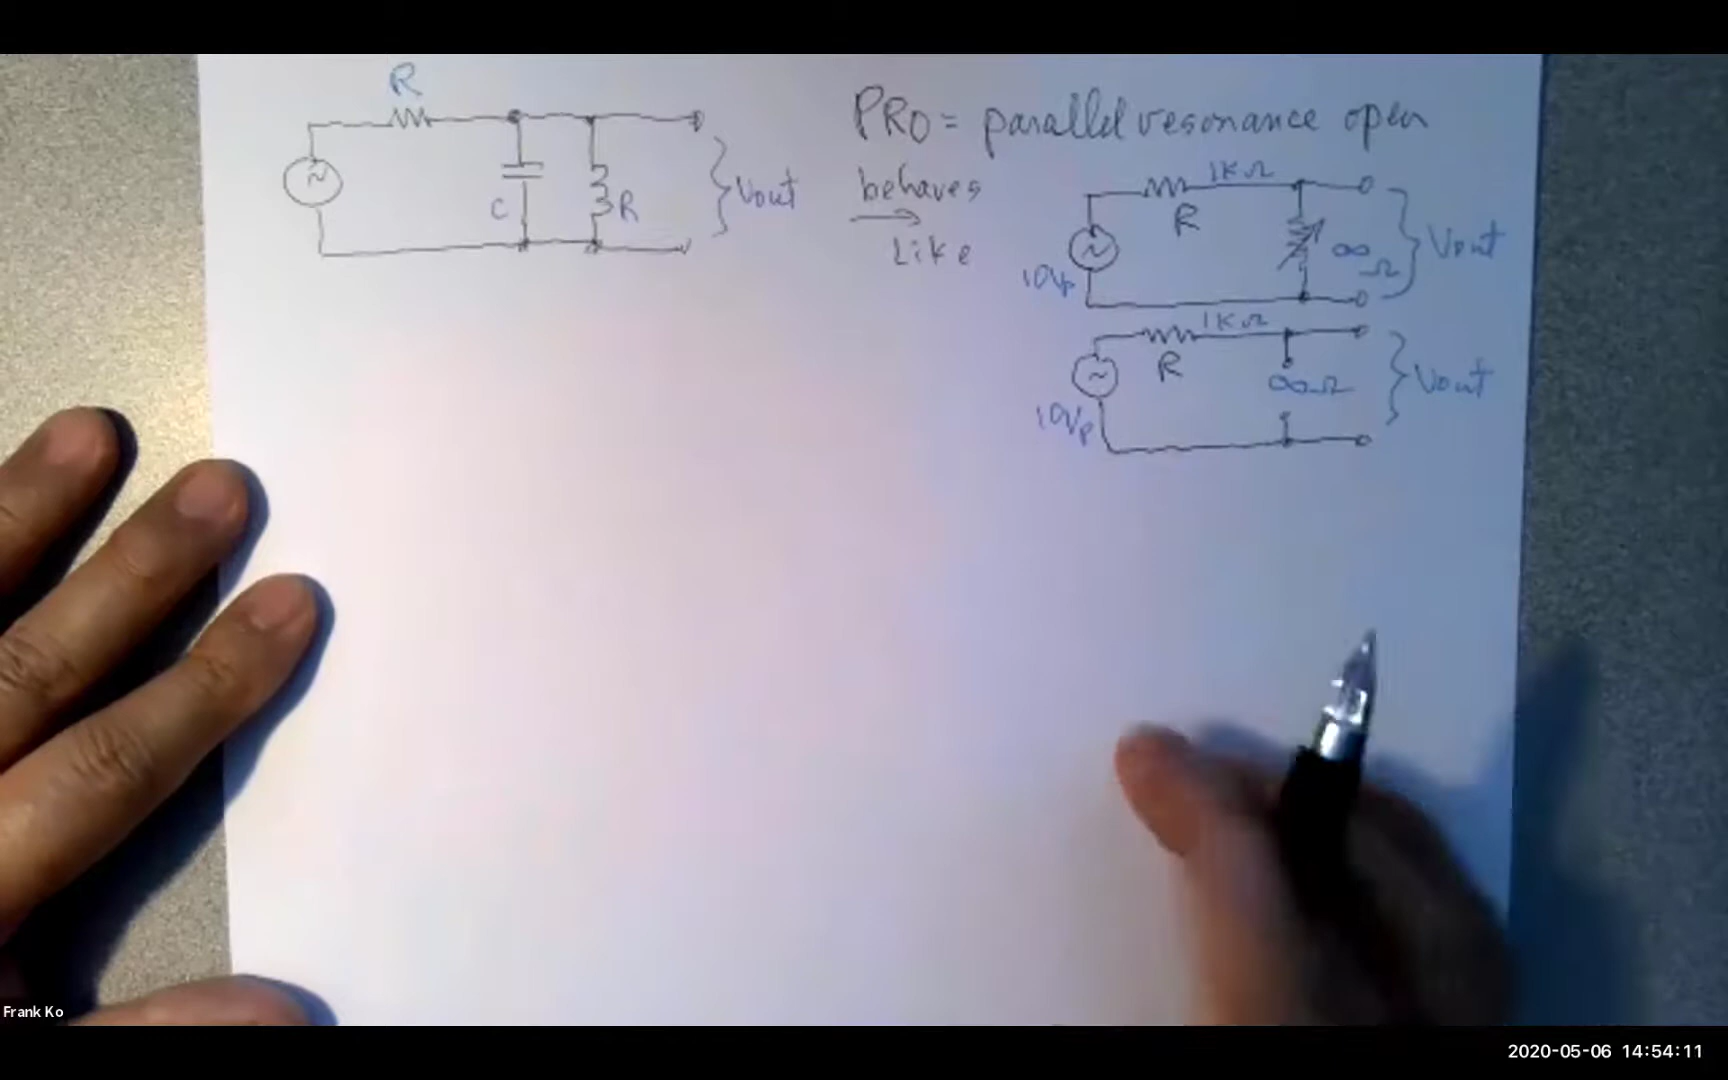 R
C
R
Vout
PRO = parallel resonance open
behaves
Like
1KΩ
R
10Vp
∞
Ω
Vout
1KΩ
R
10Vp
∞Ω
Vout
Frank Ko
2020-05-06 14:54:11